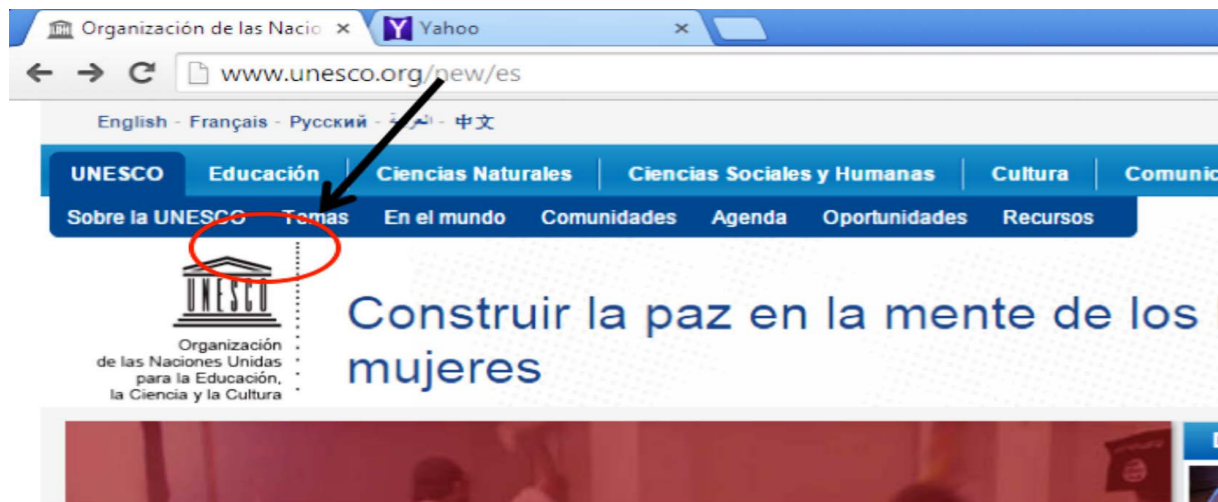 Organización de las Nacio
Yahoo
www.unesco.org/new/es
English - Français - Русский - العربية - 中文
UNESCO Educación Ciencias Naturales Ciencias Sociales y Humanas Cultura Comunic
Sobre la UNESCO Temas En el mundo Comunidades Agenda Oportunidades Recursos
UNESCO
Organización
de las Naciones Unidas
para la Educación,
la Ciencia y la Cultura
Construir la paz en la mente de los
mujeres